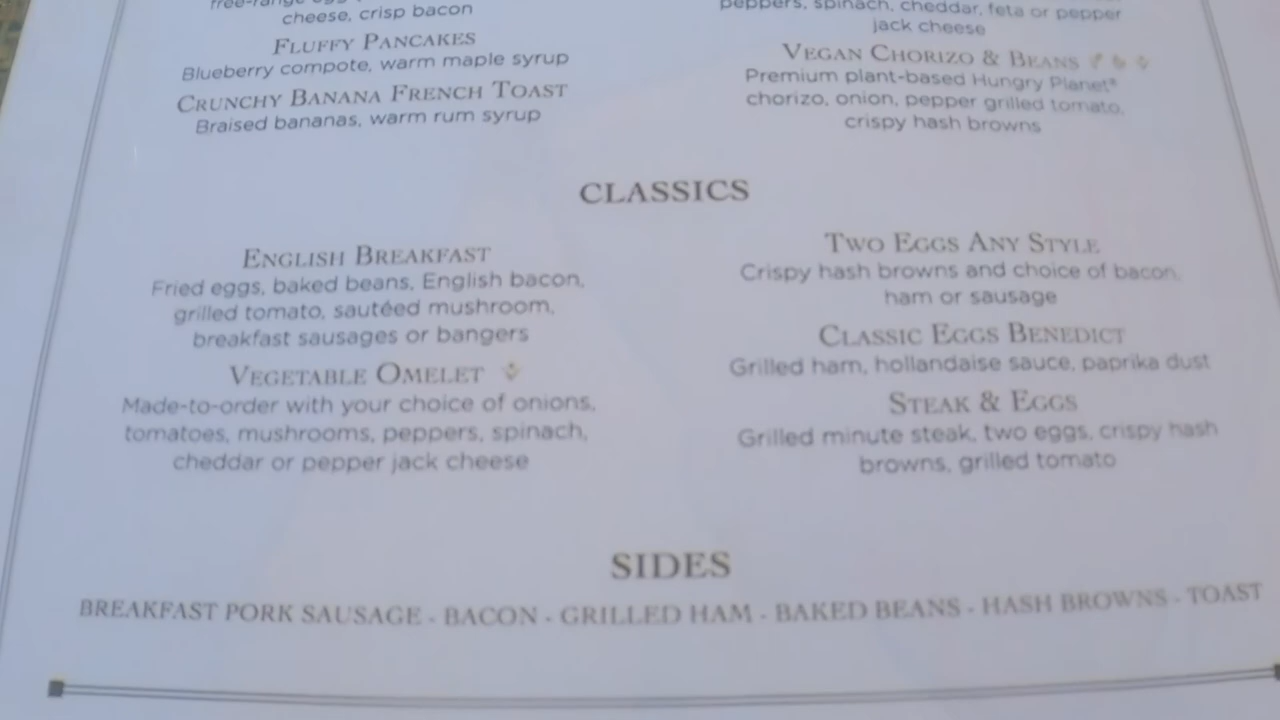 cheese, crisp bacon
FLUFFY PANCAKES
Blueberry compote, warm maple syrup
CRUNCHY BANANA FRENCH TOAST
Braised bananas, warm rum syrup
peppers, spinach, cheddar, feta or pepper
jack cheese
VEGAN CHORIZO & BEANS
Premium plant-based Hungry Planet®
chorizo, onion, pepper grilled tomato,
crispy hash browns
CLASSICS
ENGLISH BREAKFAST
Fried eggs, baked beans, English bacon,
grilled tomato, sautéed mushroom,
breakfast sausages or bangers
VEGETABLE OMELET
Made-to-order with your choice of onions,
tomatoes, mushrooms, peppers, spinach,
cheddar or pepper jack cheese
TWO EGGS ANY STYLE
Crispy hash browns and choice of bacon,
ham or sausage
CLASSIC EGGS BENEDICT
Grilled ham, hollandaise sauce, paprika dust
STEAK & EGGS
Grilled minute steak, two eggs, crispy hash
browns, grilled tomato
SIDES
BREAKFAST PORK SAUSAGE - BACON - GRILLED HAM - BAKED BEANS - HASH BROWNS - TOAST